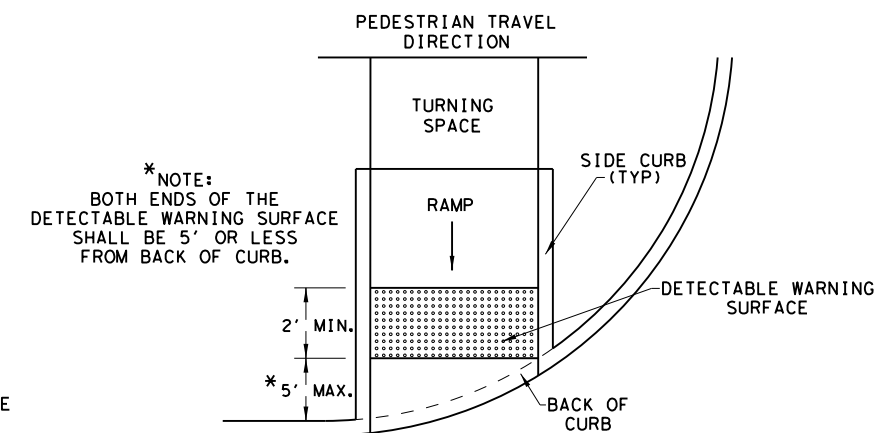 PEDESTRIAN TRAVEL
DIRECTION
TURNING
SPACE
SIDE CURB
(TYP)
*NOTE:
BOTH ENDS OF THE
DETECTABLE WARNING SURFACE
SHALL BE 5' OR LESS
FROM BACK OF CURB.
RAMP
DETECTABLE WARNING
SURFACE
2' MIN.
*5' MAX.
E
BACK OF
CURB